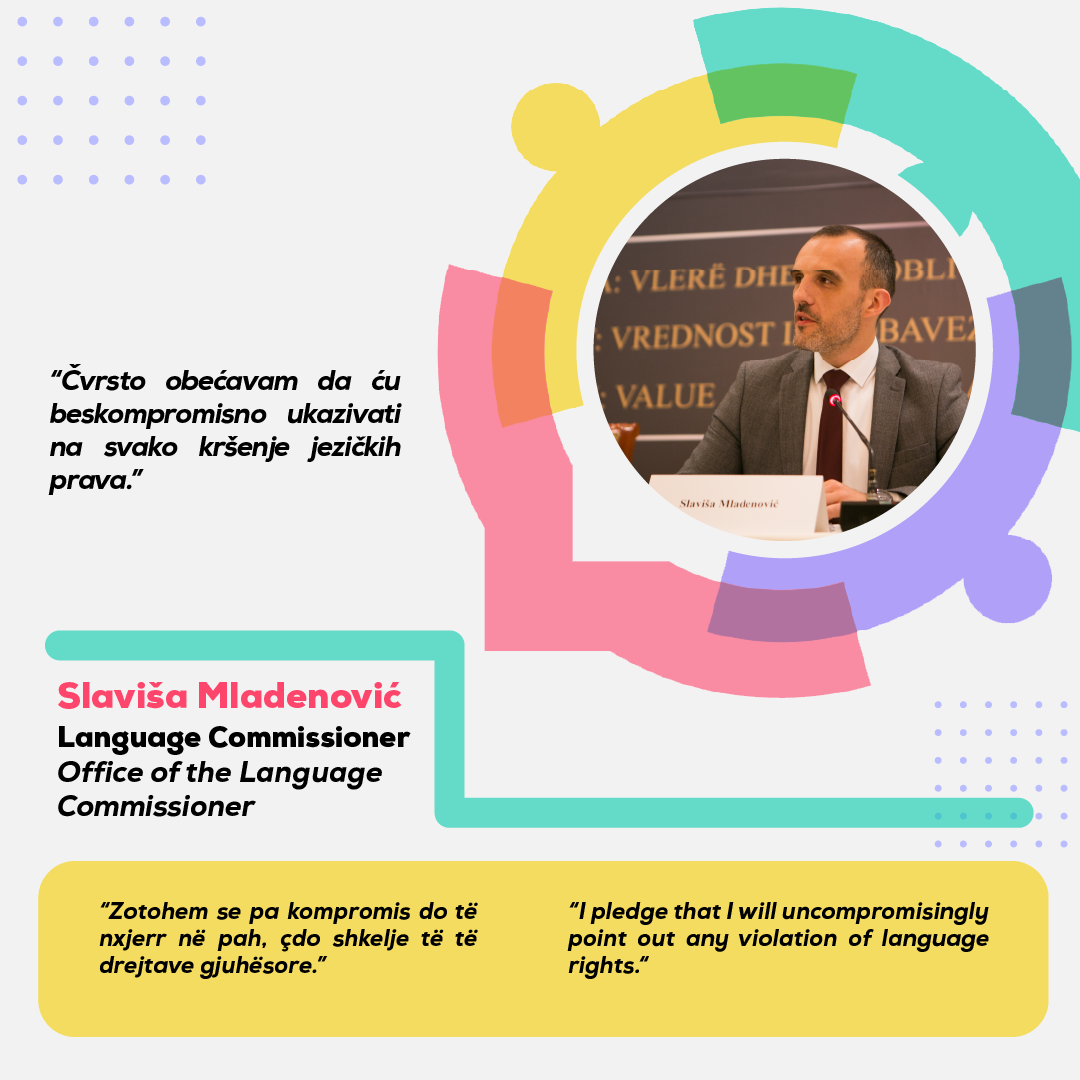 A: VLERË DHE OBLI
: VREDNOST I BAVEZ
: VALUE
Slaviša Mladenović
“Čvrsto obećavam da ću
beskompromisno ukazivati
na svako kršenje jezičkih
prava.”
Slaviša Mladenović
Language Commissioner
Office of the Language
Commissioner
“Zotohem se pa kompromis do të
nxjerr në pah, çdo shkelje të të
drejtave gjuhësore.”
“I pledge that I will uncompromisingly
point out any violation of language
rights.“